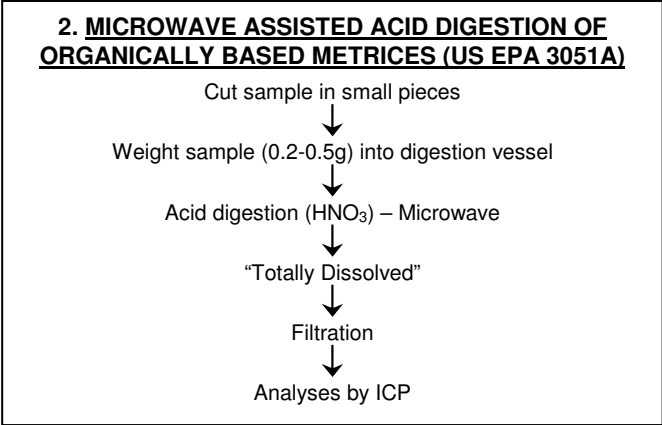 2. MICROWAVE ASSISTED ACID DIGESTION OF
ORGANICALLY BASED METRICES (US EPA 3051A)
Cut sample in small pieces
Weight sample (0.2-0.5g) into digestion vessel
Acid digestion (HNO₃) – Microwave
“Totally Dissolved”
Filtration
Analyses by ICP